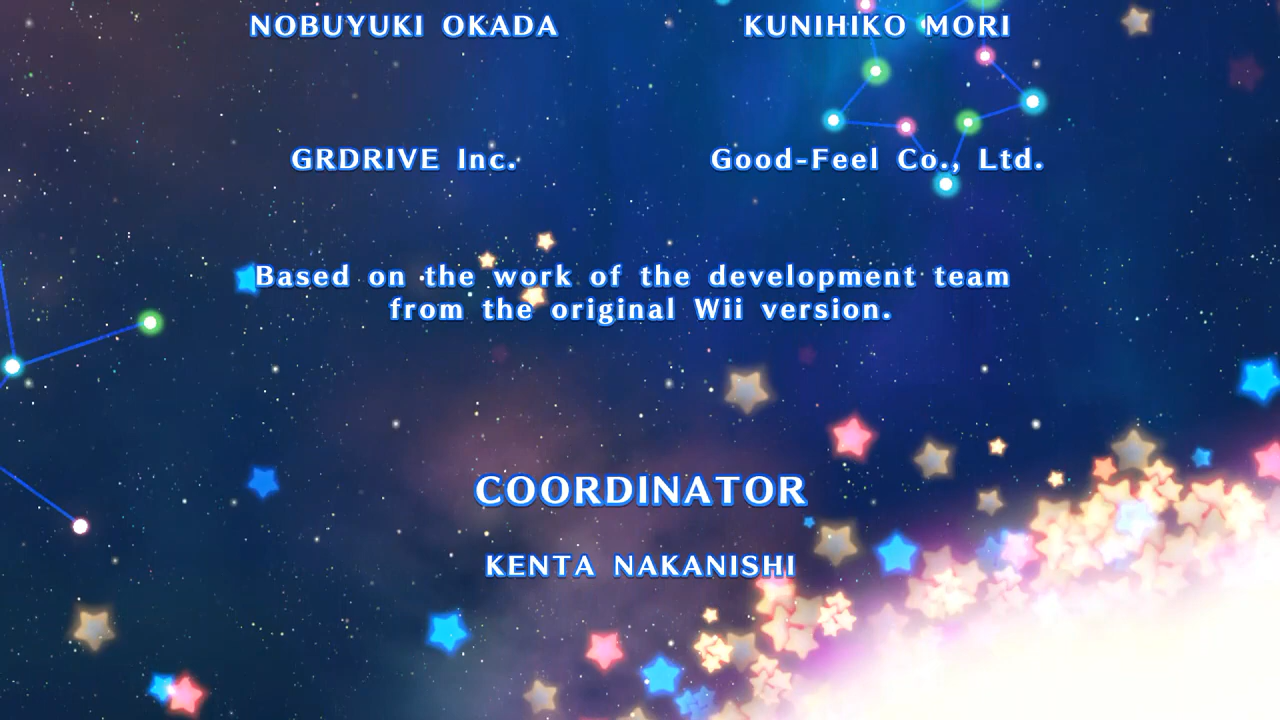 NOBUYUKI OKADA KUNIHIKO MORI
GRDRIVE Inc. Good-Feel Co., Ltd.
Based on the work of the development team
from the original Wii version.
COORDINATOR
KENTA NAKANISHI